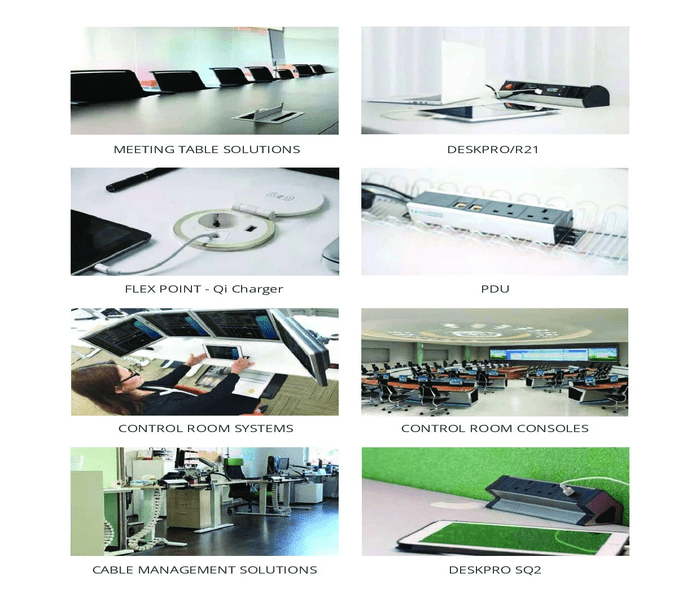 MEETING TABLE SOLUTIONS
DESKPRO/R21
FLEX POINT - Qi Charger
PDU
CONTROL ROOM SYSTEMS
CONTROL ROOM CONSOLES
CABLE MANAGEMENT SOLUTIONS
DESKPRO SQ2